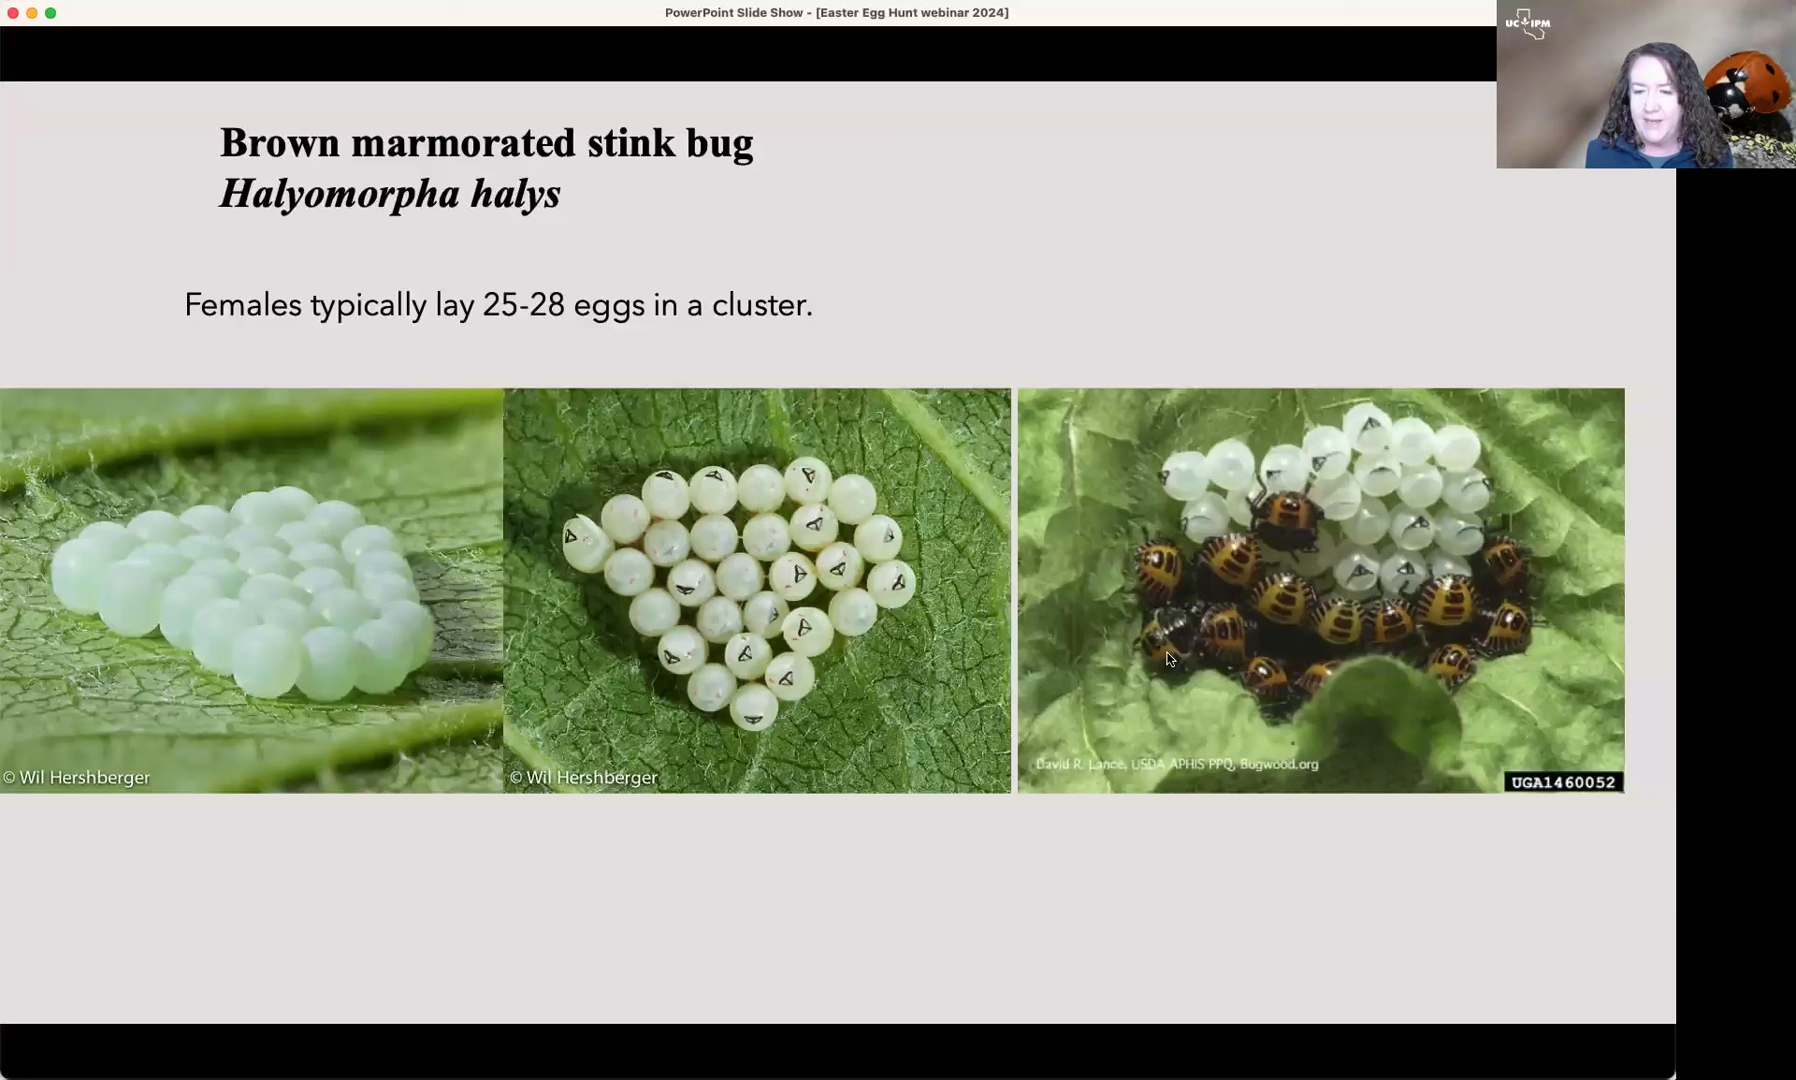 PowerPoint Slide Show - [Easter Egg Hunt webinar 2024]
UC IPM
Brown marmorated stink bug
Halyomorpha halys
Females typically lay 25-28 eggs in a cluster.
© Wil Hershberger
© Wil Hershberger
David R. Lance, USDA APHIS PPQ, Bugwood.org
UGA1460052